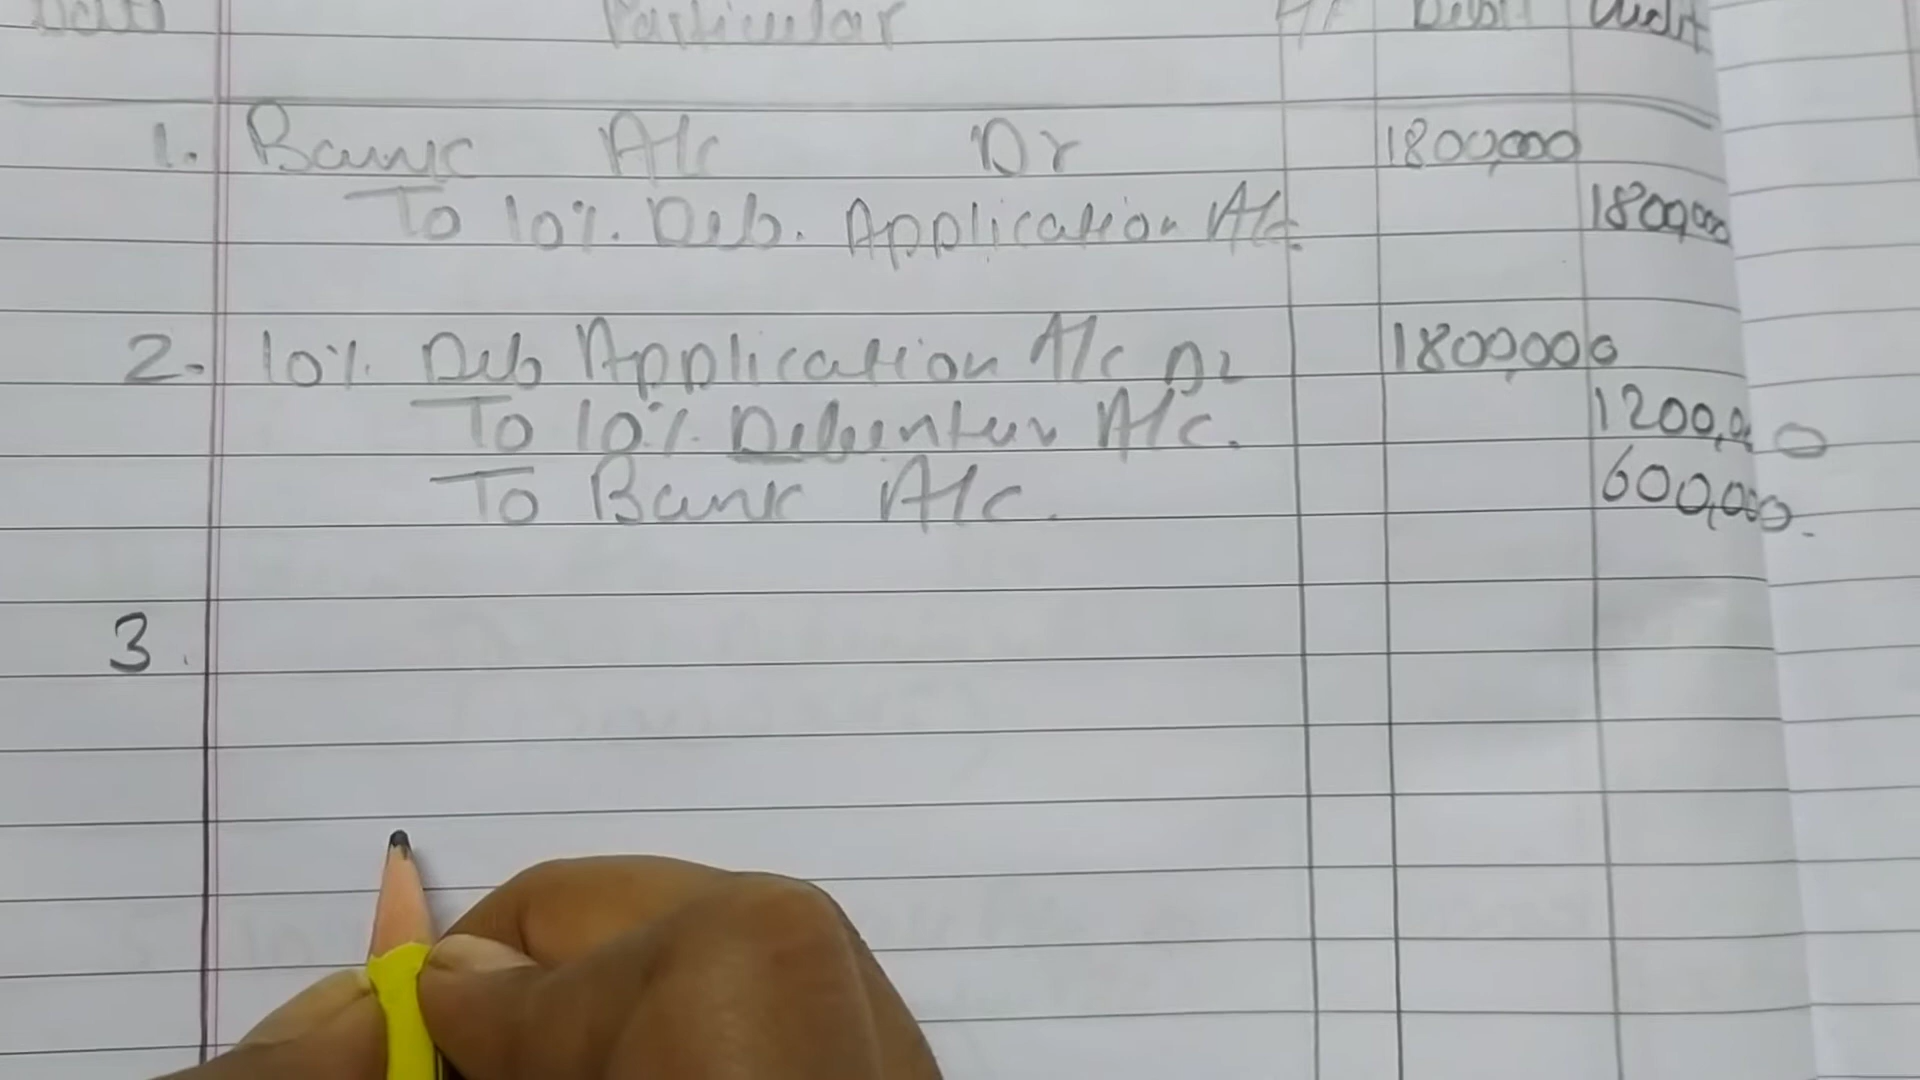 Date Particular Debit Credit
1. Bank A/c Dr 1800,000
To 10%. Deb. Application A/c 1800,000
2. 10%. Deb Application A/c Dr 1800,000
To 10%. Debenture A/c. 1200,000
To Bank A/c. 600,000.
3.